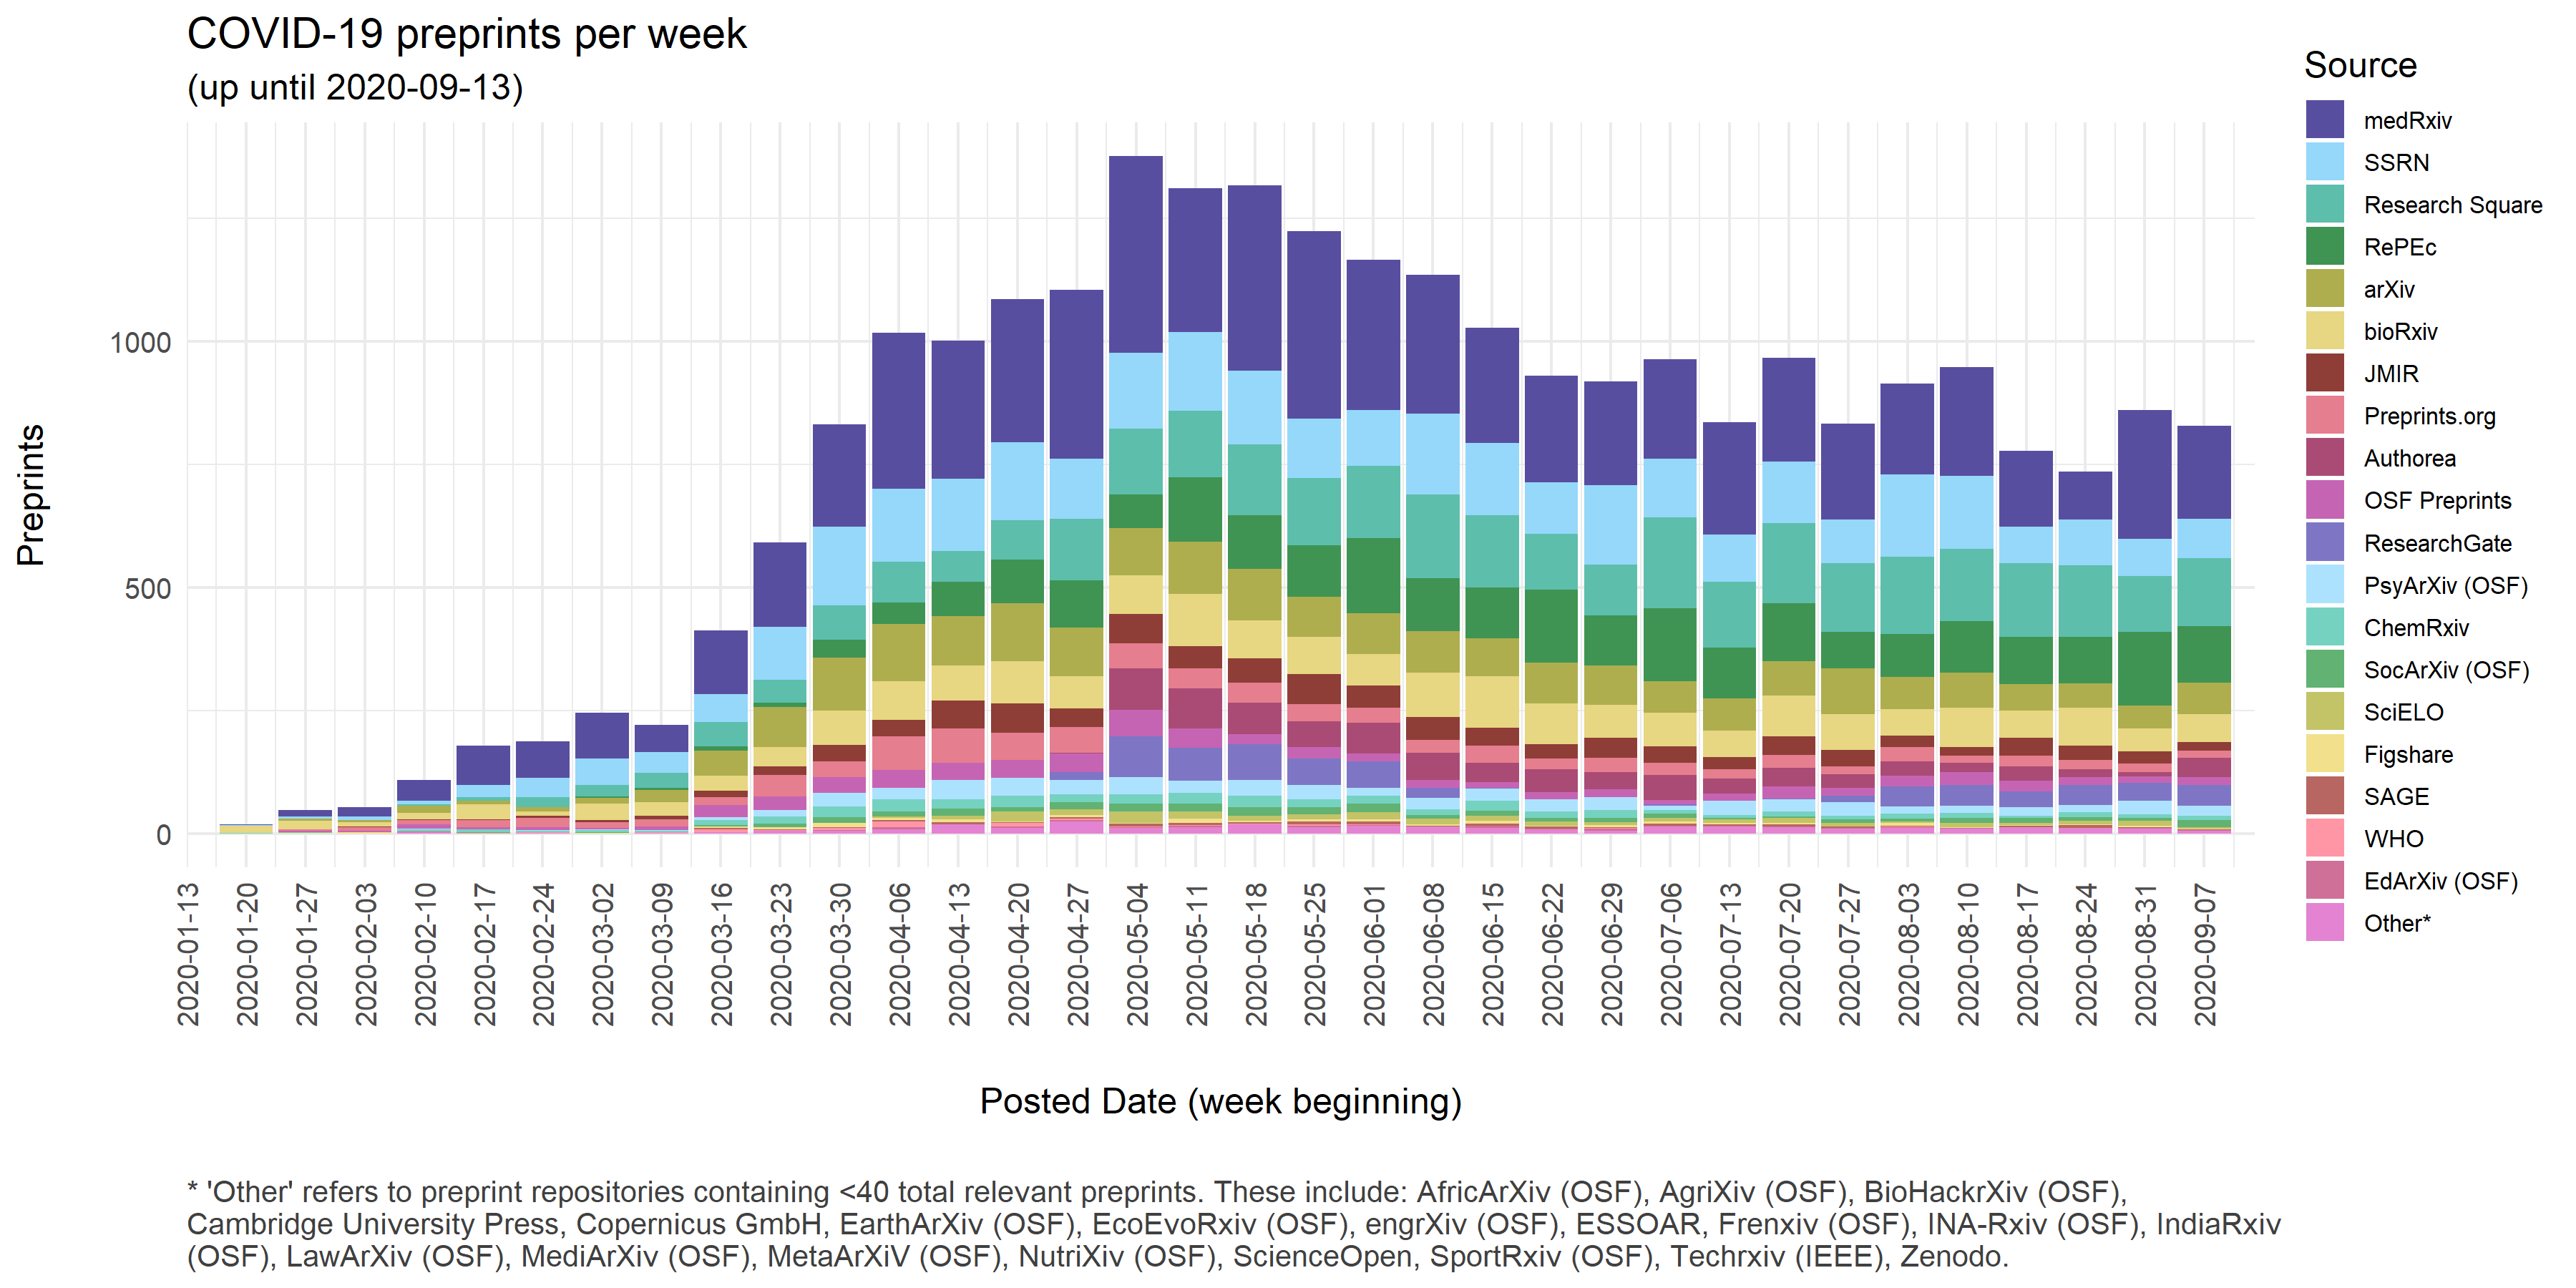 COVID-19 preprints per week
(up until 2020-09-13)
Source
medRxiv
SSRN
Research Square
RePEc
arXiv
bioRxiv
JMIR
Preprints.org
Authorea
OSF Preprints
ResearchGate
PsyArXiv (OSF)
ChemRxiv
SocArXiv (OSF)
SciELO
Figshare
SAGE
WHO
EdArXiv (OSF)
Other*
Preprints
1000
500
0
2020-01-13
2020-01-20
2020-01-27
2020-02-03
2020-02-10
2020-02-17
2020-02-24
2020-03-02
2020-03-09
2020-03-16
2020-03-23
2020-03-30
2020-04-06
2020-04-13
2020-04-20
2020-04-27
2020-05-04
2020-05-11
2020-05-18
2020-05-25
2020-06-01
2020-06-08
2020-06-15
2020-06-22
2020-06-29
2020-07-06
2020-07-13
2020-07-20
2020-07-27
2020-08-03
2020-08-10
2020-08-17
2020-08-24
2020-08-31
2020-09-07
Posted Date (week beginning)
* 'Other' refers to preprint repositories containing <40 total relevant preprints. These include: AfricArXiv (OSF), AgriXiv (OSF), BioHackrXiv (OSF),
Cambridge University Press, Copernicus GmbH, EarthArXiv (OSF), EcoEvoRxiv (OSF), engrXiv (OSF), ESSOAR, Frenxiv (OSF), INA-Rxiv (OSF), IndiaRxiv
(OSF), LawArXiv (OSF), MediArXiv (OSF), MetaArXiV (OSF), NutriXiv (OSF), ScienceOpen, SportRxiv (OSF), Techrxiv (IEEE), Zenodo.